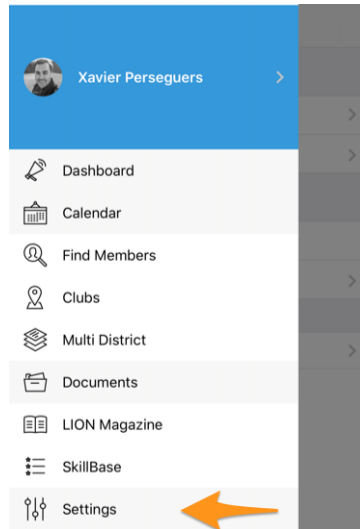 Xavier Perseguers
Dashboard
Calendar
Find Members
Clubs
Multi District
Documents
LION Magazine
SkillBase
Settings